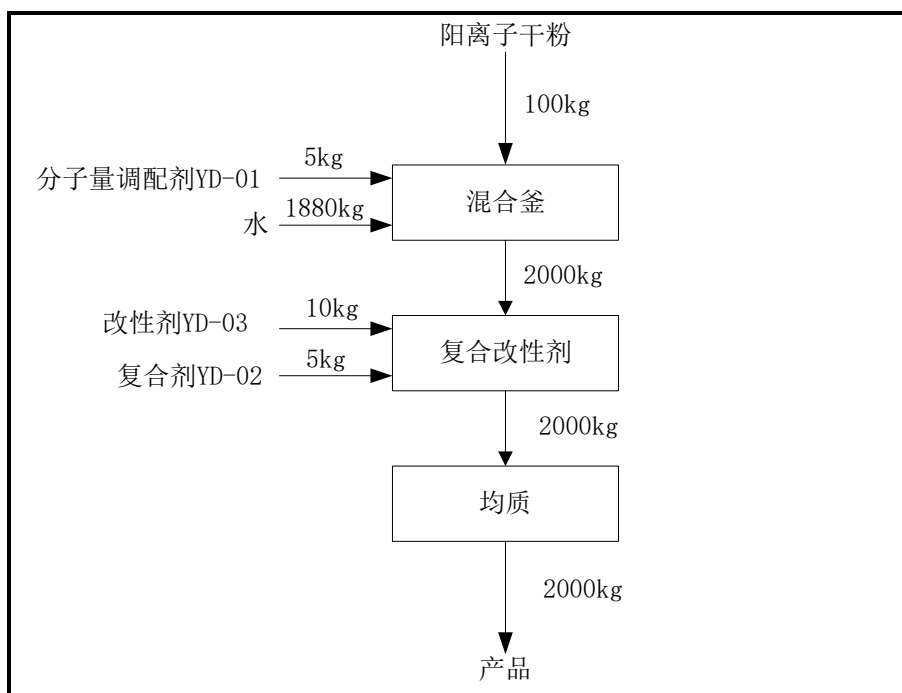 阳离子干粉
100kg
分子量调配剂YD-01
5kg
水
1880kg
混合釜
2000kg
改性剂YD-03
10kg
复合剂YD-02
5kg
复合改性剂
2000kg
均质
2000kg
产品